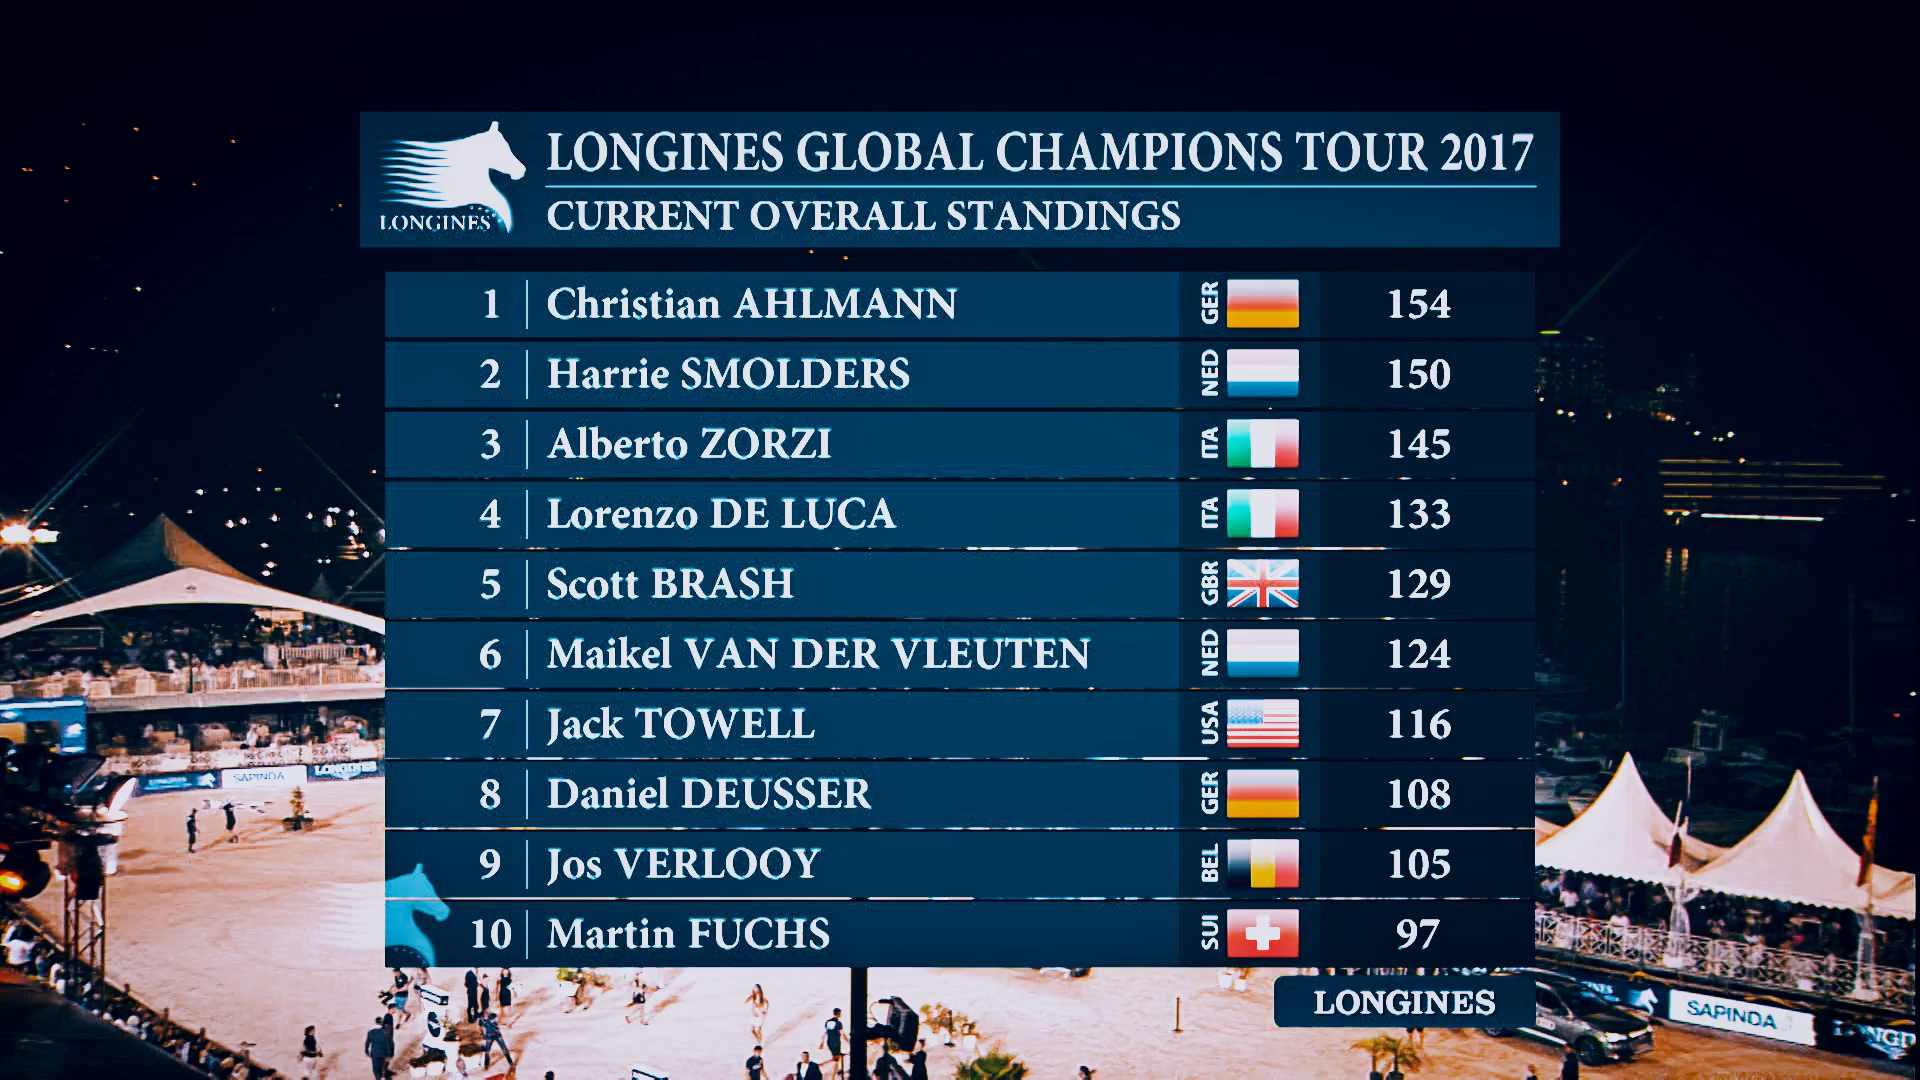 LONGINES GLOBAL CHAMPIONS TOUR 2017
LONGINES
CURRENT OVERALL STANDINGS
1 Christian AHLMANN GER 154
2 Harrie SMOLDERS NED 150
3 Alberto ZORZI ITA 145
4 Lorenzo DE LUCA ITA 133
5 Scott BRASH GBR 129
6 Maikel VAN DER VLEUTEN NED 124
7 Jack TOWELL USA 116
8 Daniel DEUSSER GER 108
9 Jos VERLOOY BEL 105
10 Martin FUCHS SUI 97
LONGINES
SAPINDA
LONGINES
SAPINDA